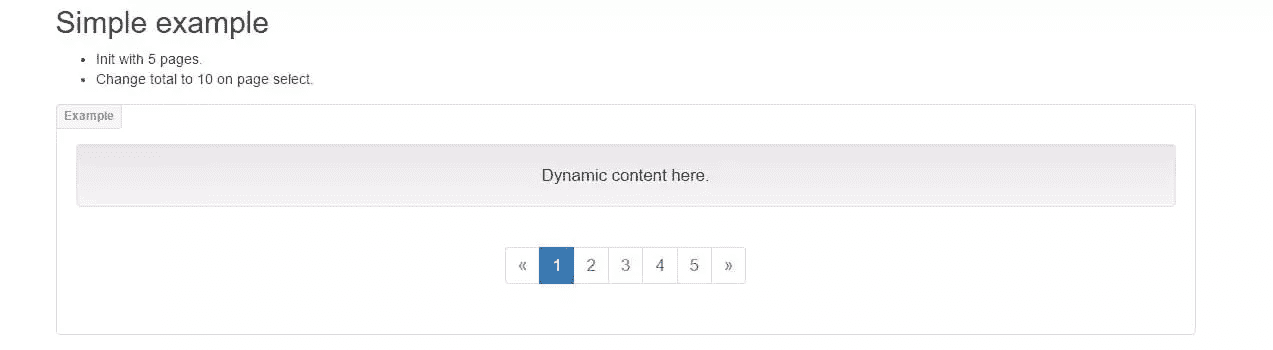 Simple example
• Init with 5 pages.
• Change total to 10 on page select.
Example
Dynamic content here.
« 1 2 3 4 5 »